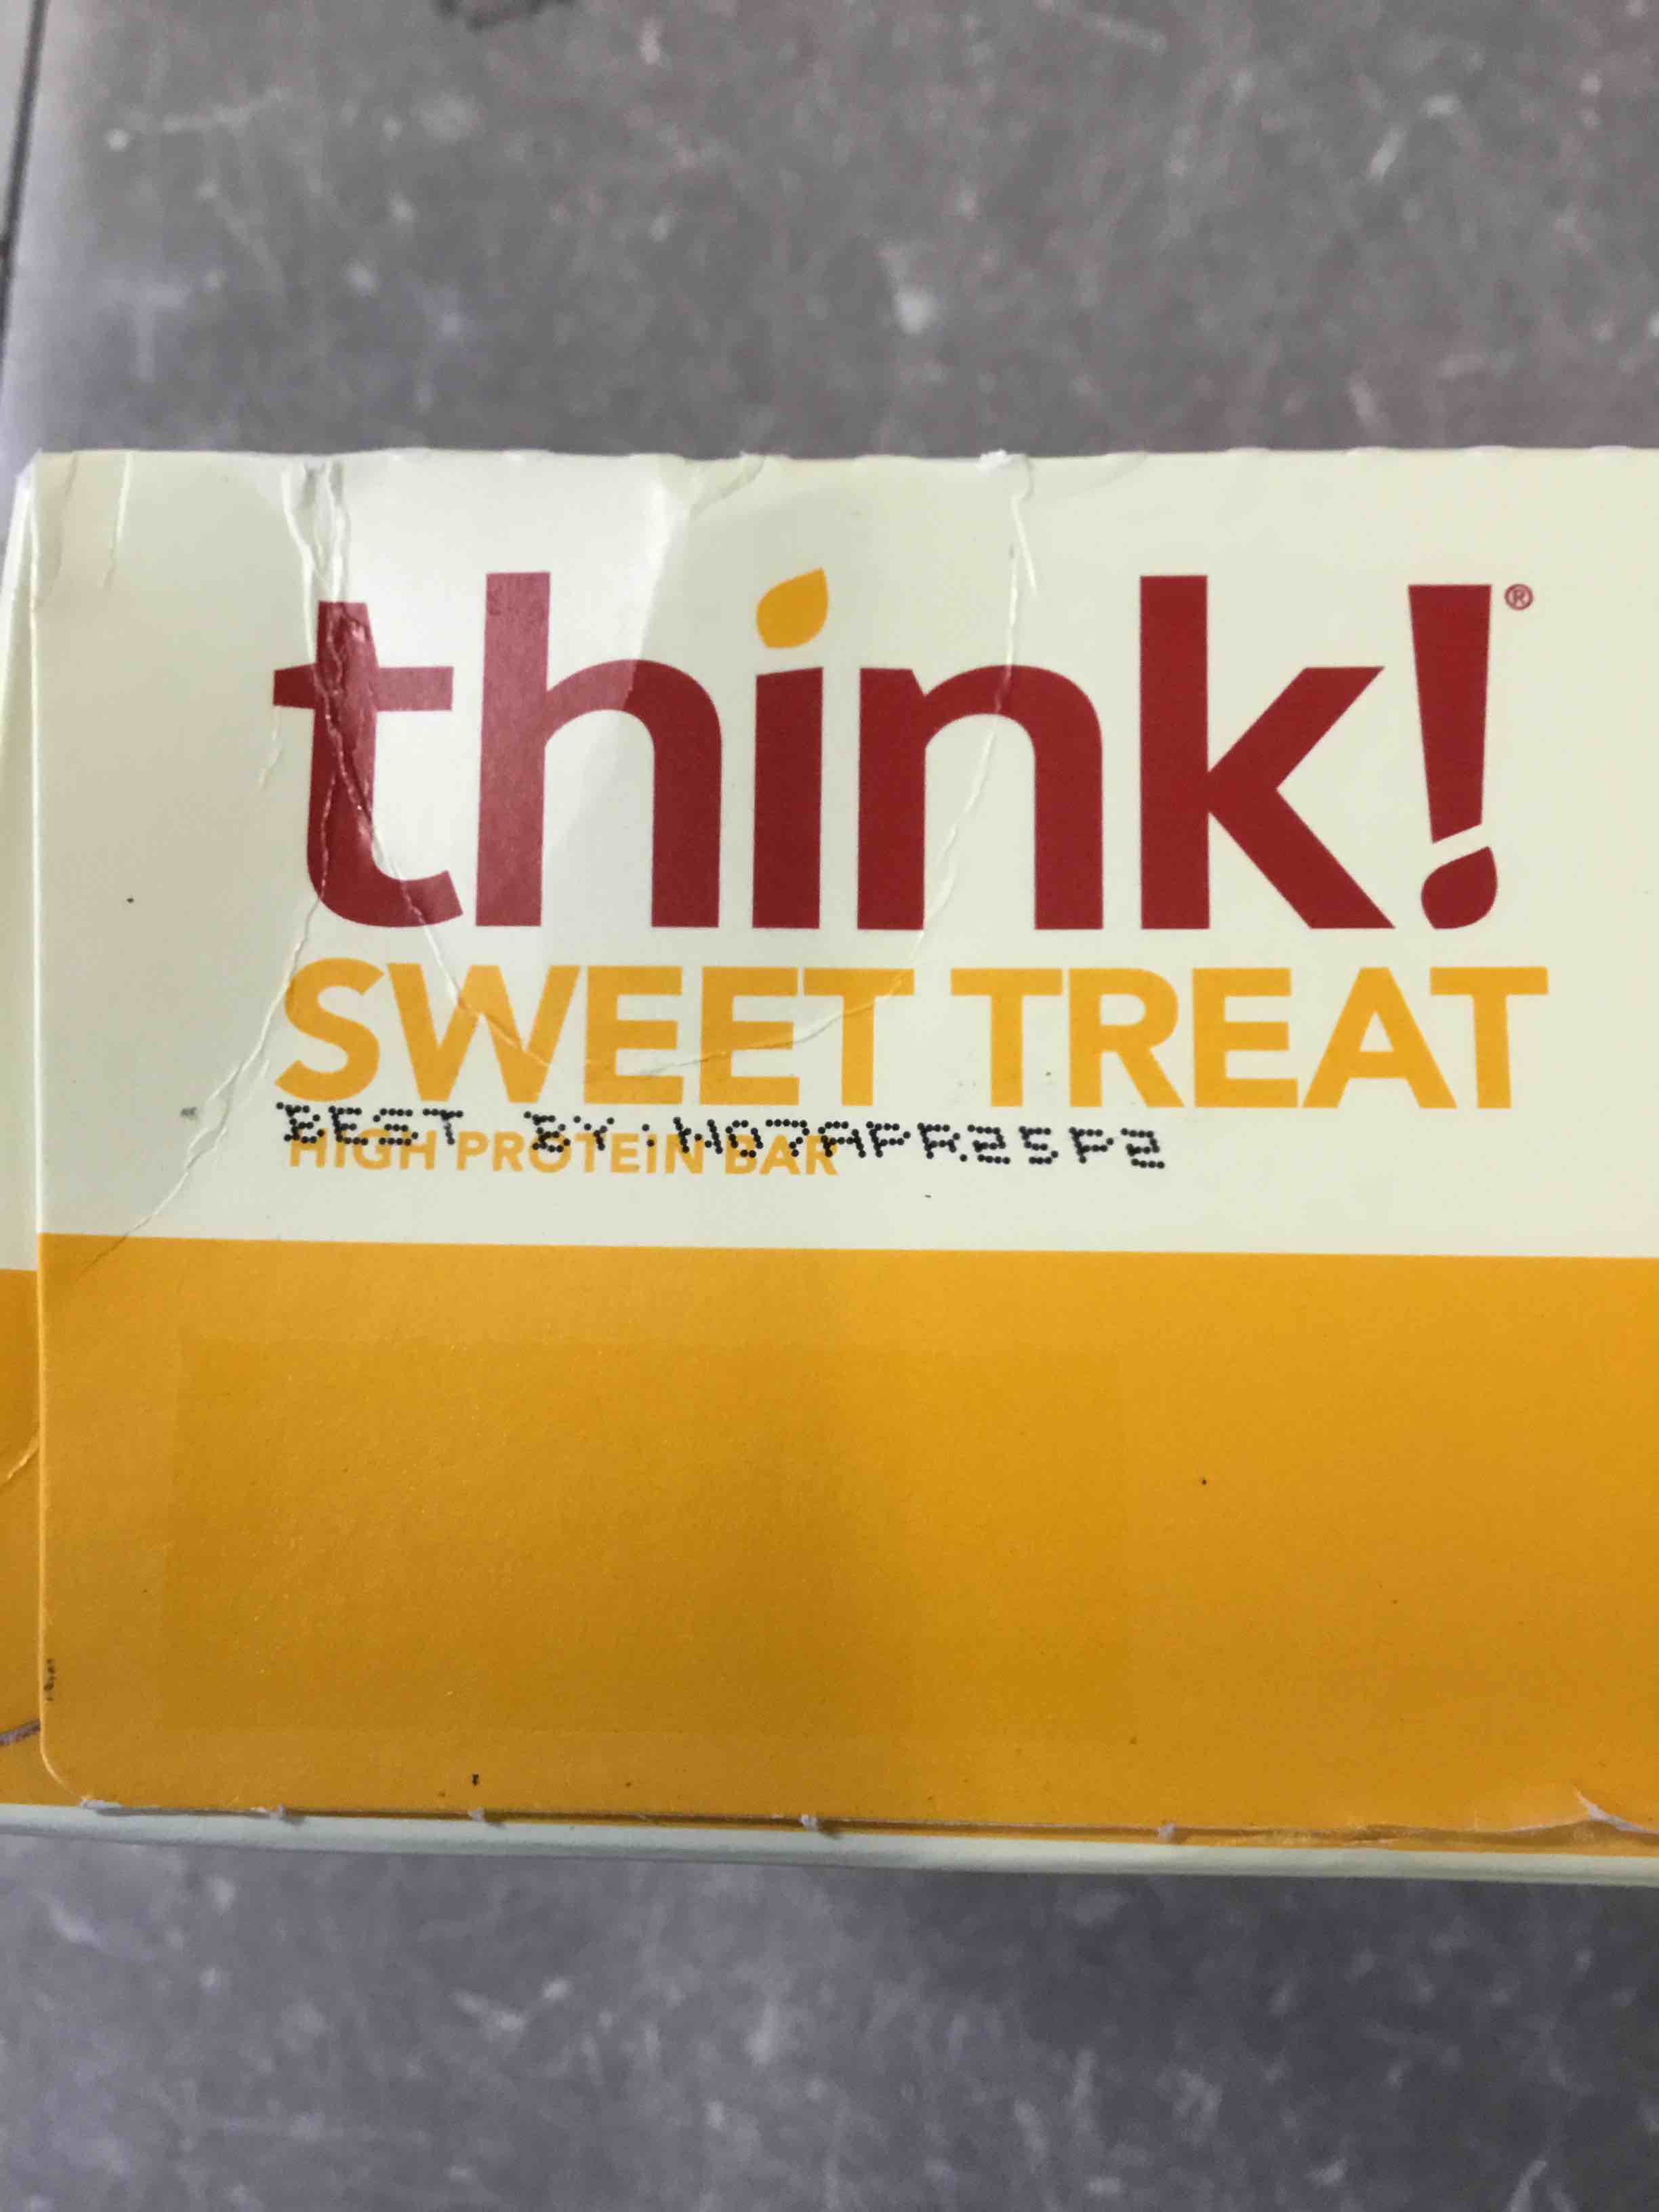 think!®
SWEET TREAT
BEST BY:N07APR25P2
HIGH PROTEIN BAR